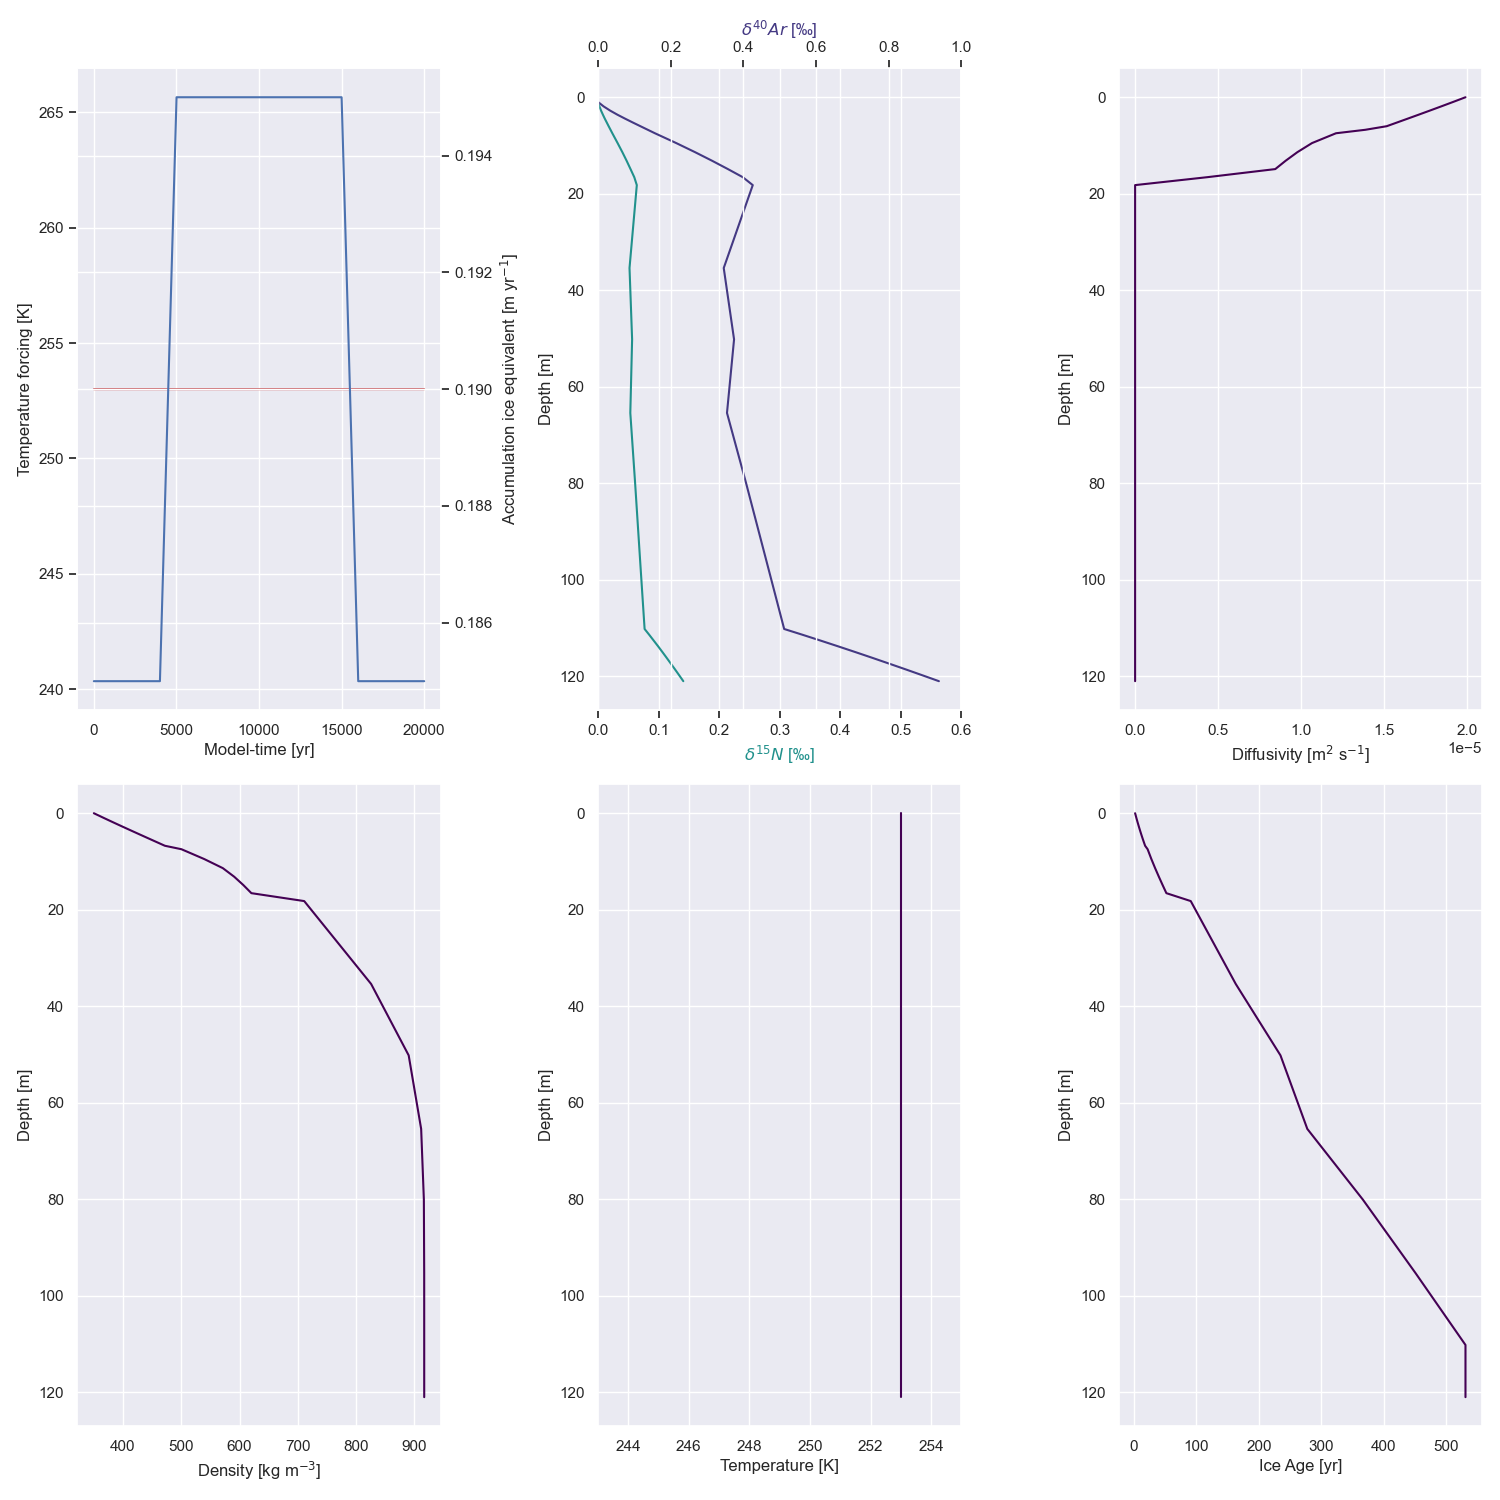 δ⁴⁰Ar [‰]
0.0 0.2 0.4 0.6 0.8 1.0
Temperature forcing [K]
265
260
255
250
245
240
0 5000 10000 15000 20000
Model-time [yr]
0.194
0.192
0.190
0.188
0.186
Accumulation ice equivalent [m yr⁻¹]
Depth [m]
0
20
40
60
80
100
120
0.0 0.1 0.2 0.3 0.4 0.5 0.6
δ¹⁵N [‰]
Depth [m]
0
20
40
60
80
100
120
0.0 0.5 1.0 1.5 2.0
1e−5
Diffusivity [m² s⁻¹]
Depth [m]
0
20
40
60
80
100
120
400 500 600 700 800 900
Density [kg m⁻³]
Depth [m]
0
20
40
60
80
100
120
244 246 248 250 252 254
Temperature [K]
Depth [m]
0
20
40
60
80
100
120
0 100 200 300 400 500
Ice Age [yr]